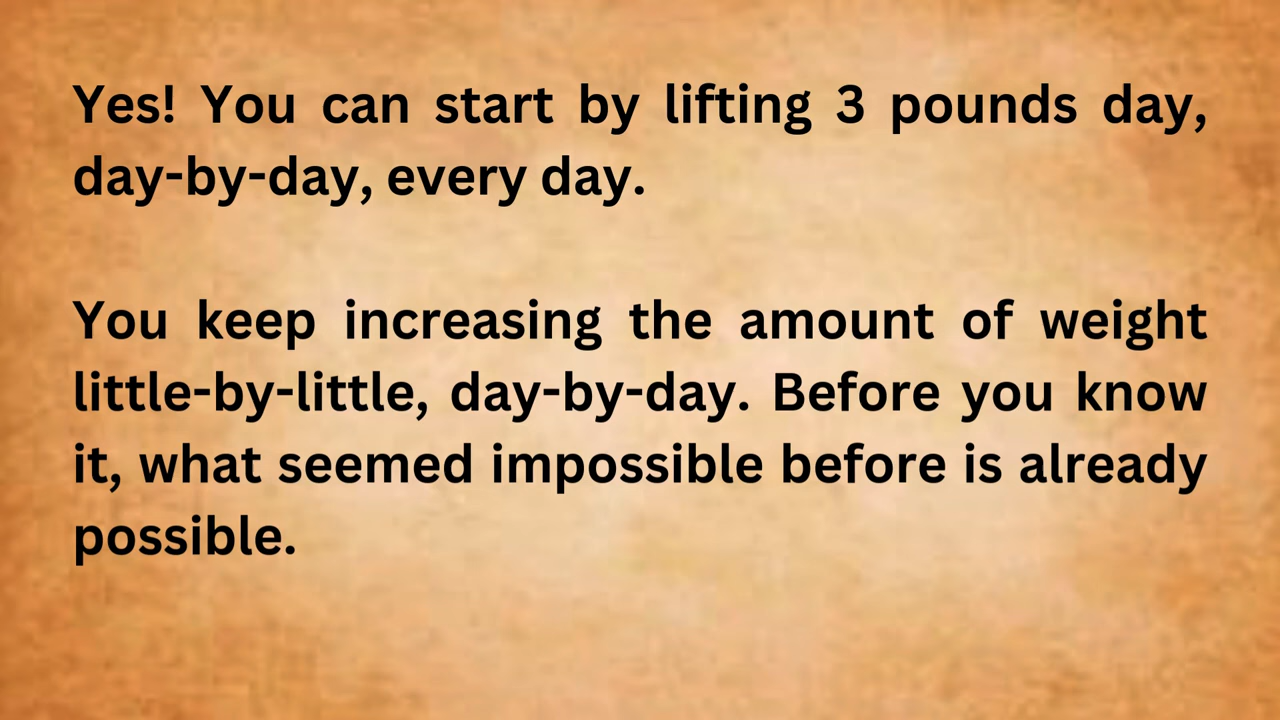 Yes! You can start by lifting 3 pounds day,
day-by-day, every day.
You keep increasing the amount of weight
little-by-little, day-by-day. Before you know
it, what seemed impossible before is already
possible.